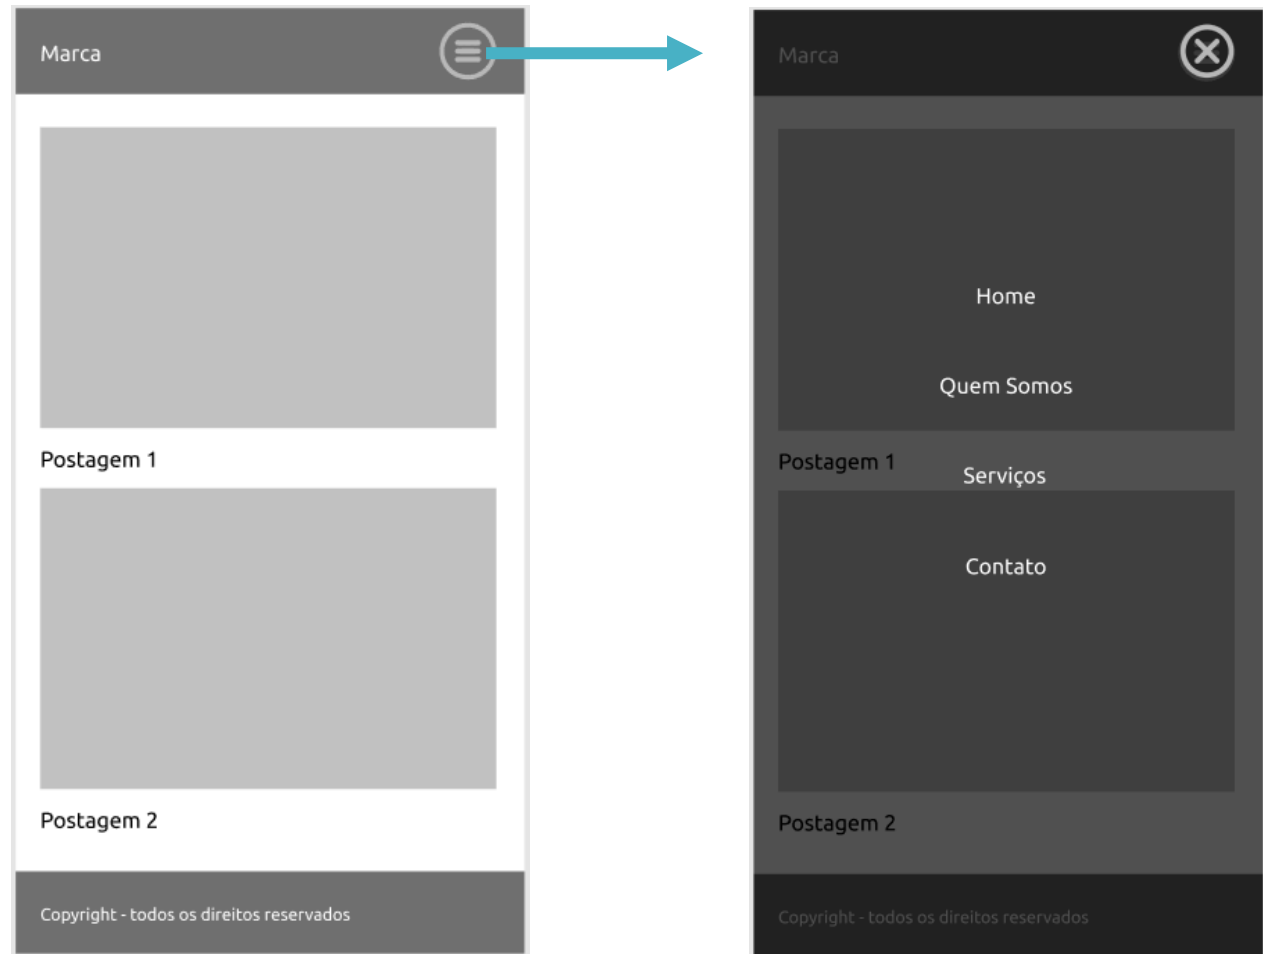 Marca
Postagem 1
Postagem 2
Copyright - todos os direitos reservados
Marca
Home
Quem Somos
Postagem 1
Serviços
Contato
Postagem 2
Copyright - todos os direitos reservados